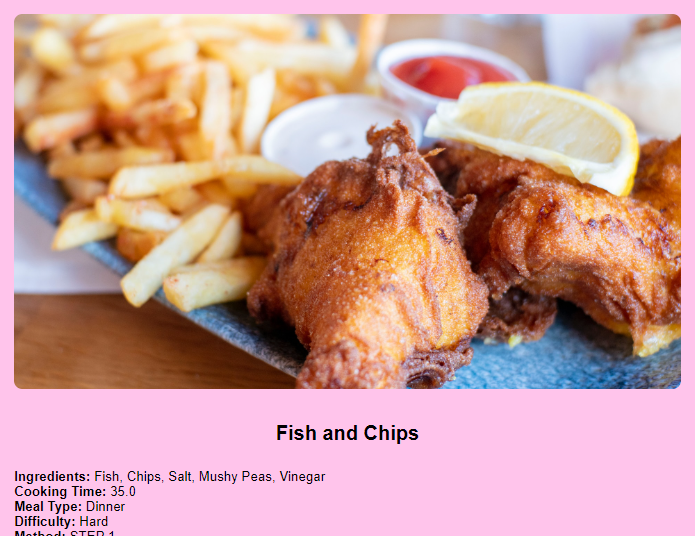 Fish and Chips
Ingredients: Fish, Chips, Salt, Mushy Peas, Vinegar
Cooking Time: 35.0
Meal Type: Dinner
Difficulty: Hard
Method: STEP 1